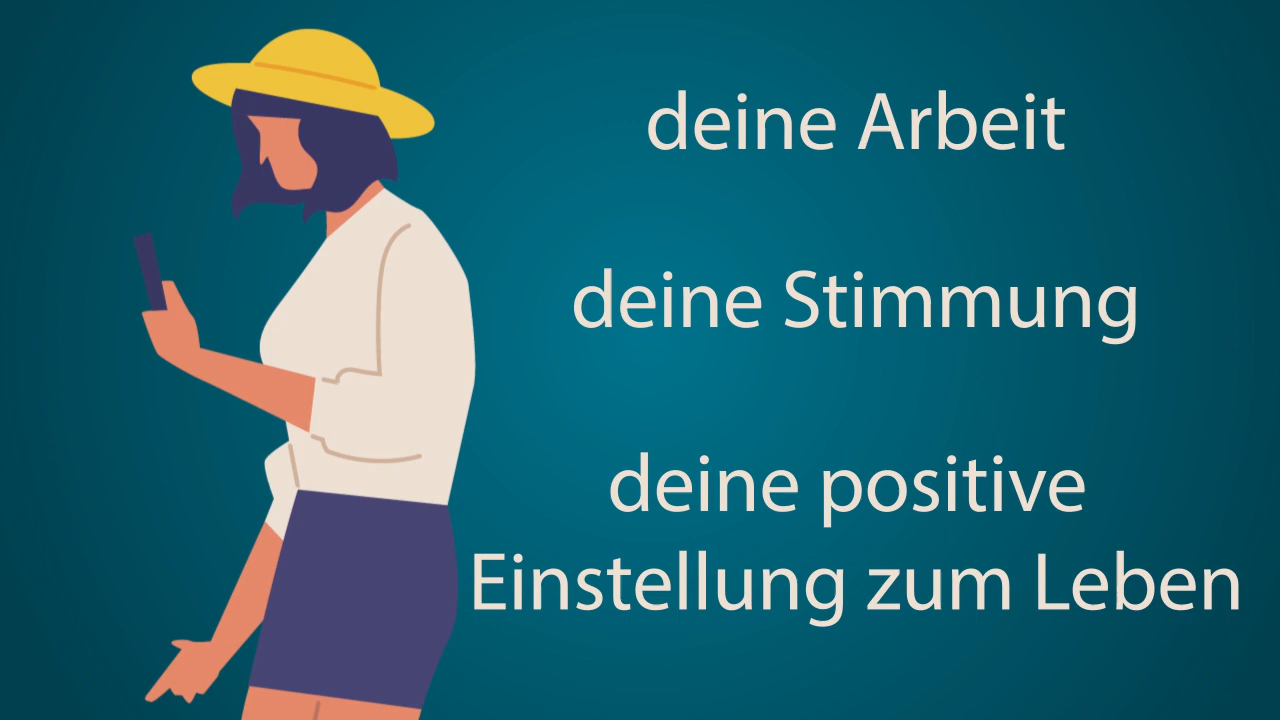 deine Arbeit
deine Stimmung
deine positive
Einstellung zum Leben